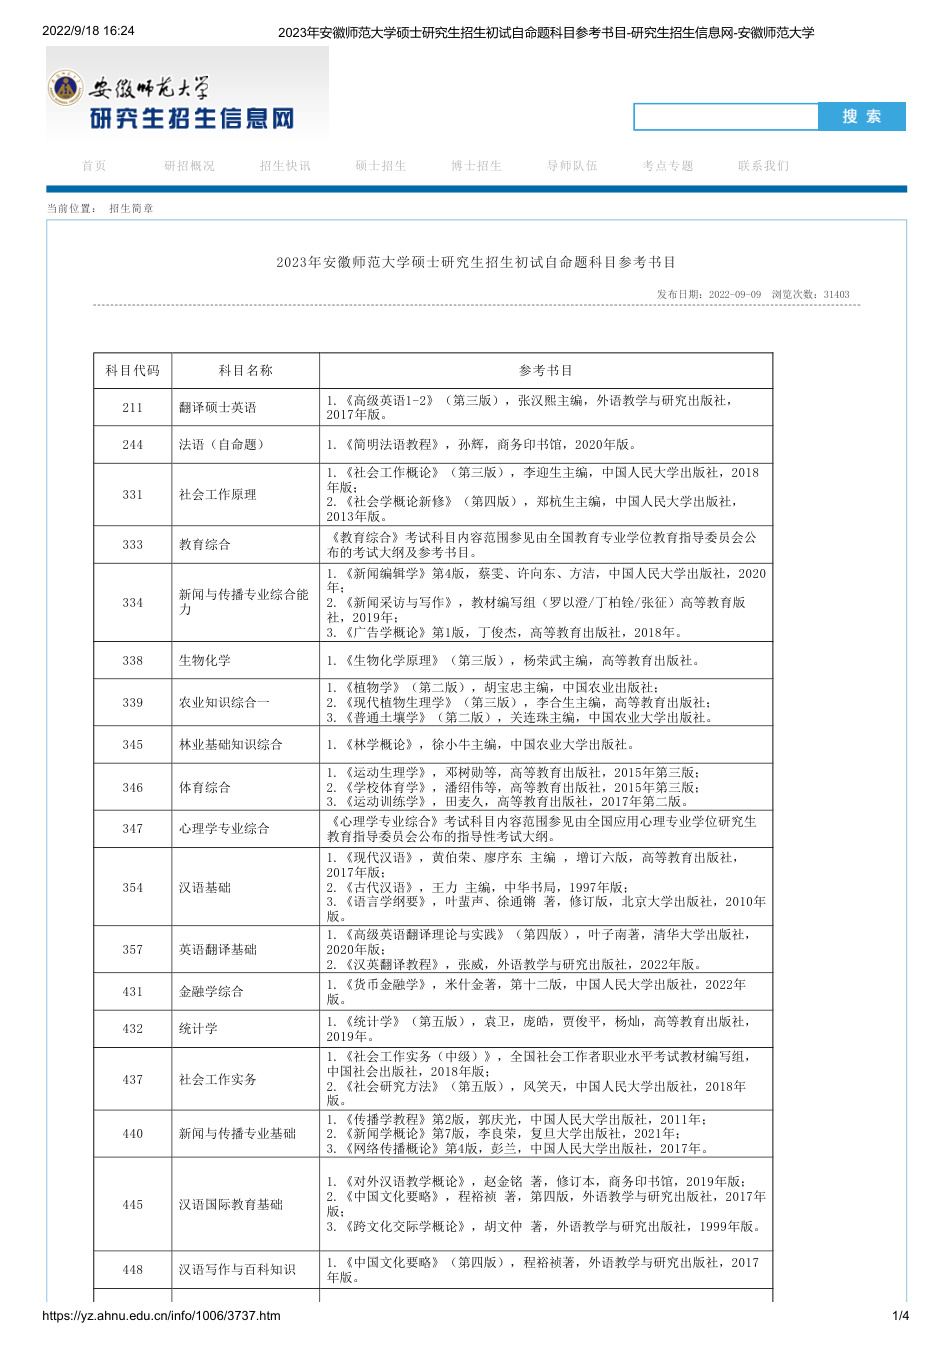 2022/9/18 16:24
2023年安徽师范大学硕士研究生招生初试自命题科目参考书目-研究生招生信息网-安徽师范大学
安徽师范大学
研究生招生信息网
搜 索
首页 研招概况 招生快讯 硕士招生 博士招生 导师队伍 考点专题 联系我们
当前位置： 招生简章
2023年安徽师范大学硕士研究生招生初试自命题科目参考书目
发布日期：2022-09-09 浏览次数：31403
科目代码 科目名称 参考书目
211 翻译硕士英语
1.《高级英语1-2》（第三版），张汉熙主编，外语教学与研究出版社，
2017年版。
244 法语（自命题） 1.《简明法语教程》，孙辉，商务印书馆，2020年版。
331 社会工作原理
1.《社会工作概论》（第三版），李迎生主编，中国人民大学出版社，2018
年版；
2.《社会学概论新修》（第四版），郑杭生主编，中国人民大学出版社，
2013年版。
333 教育综合
《教育综合》考试科目内容范围参见由全国教育专业学位教育指导委员会公
布的考试大纲及参考书目。
334 新闻与传播专业综合能
力
1.《新闻编辑学》第4版，蔡雯、许向东、方洁，中国人民大学出版社，2020
年；
2.《新闻采访与写作》，教材编写组（罗以澄/丁柏铨/张征）高等教育版
社，2019年；
3.《广告学概论》第1版，丁俊杰，高等教育出版社，2018年。
338 生物化学 1.《生物化学原理》（第三版），杨荣武主编，高等教育出版社。
339 农业知识综合一
1.《植物学》（第二版），胡宝忠主编，中国农业出版社；
2.《现代植物生理学》（第三版），李合生主编，高等教育出版社；
3.《普通土壤学》（第二版），关连珠主编，中国农业大学出版社。
345 林业基础知识综合 1.《林学概论》，徐小牛主编，中国农业大学出版社。
346 体育综合
1.《运动生理学》，邓树勋等，高等教育出版社，2015年第三版；
2.《学校体育学》，潘绍伟等，高等教育出版社，2015年第三版；
3.《运动训练学》，田麦久，高等教育出版社，2017年第二版。
347 心理学专业综合
《心理学专业综合》考试科目内容范围参见由全国应用心理专业学位研究生
教育指导委员会公布的指导性考试大纲。
354 汉语基础
1.《现代汉语》，黄伯荣、廖序东 主编 ，增订六版，高等教育出版社，
2017年版；
2.《古代汉语》，王力 主编，中华书局，1997年版；
3.《语言学纲要》，叶蜚声、徐通锵 著，修订版，北京大学出版社，2010年
版。
357 英语翻译基础
1.《高级英语翻译理论与实践》（第四版），叶子南著，清华大学出版社，
2020年版；
2.《汉英翻译教程》，张威，外语教学与研究出版社，2022年版。
431 金融学综合
1.《货币金融学》，米什金著，第十二版，中国人民大学出版社，2022年
版。
432 统计学
1.《统计学》（第五版），袁卫，庞皓，贾俊平，杨灿，高等教育出版社，
2019年。
437 社会工作实务
1.《社会工作实务（中级）》，全国社会工作者职业水平考试教材编写组，
中国社会出版社，2018年版；
2.《社会研究方法》（第五版），风笑天，中国人民大学出版社，2018年
版。
440 新闻与传播专业基础
1.《传播学教程》第2版，郭庆光，中国人民大学出版社，2011年；
2.《新闻学概论》第7版，李良荣，复旦大学出版社，2021年；
3.《网络传播概论》第4版，彭兰，中国人民大学出版社，2017年。
445 汉语国际教育基础
1.《对外汉语教学概论》，赵金铭 著，修订本，商务印书馆，2019年版；
2.《中国文化要略》，程裕祯 著，第四版，外语教学与研究出版社，2017年
版；
3.《跨文化交际学概论》，胡文仲 著，外语教学与研究出版社，1999年版。
448 汉语写作与百科知识
1.《中国文化要略》（第四版），程裕祯著，外语教学与研究出版社，2017
年版。
https://yz.ahnu.edu.cn/info/1006/3737.htm
1/4